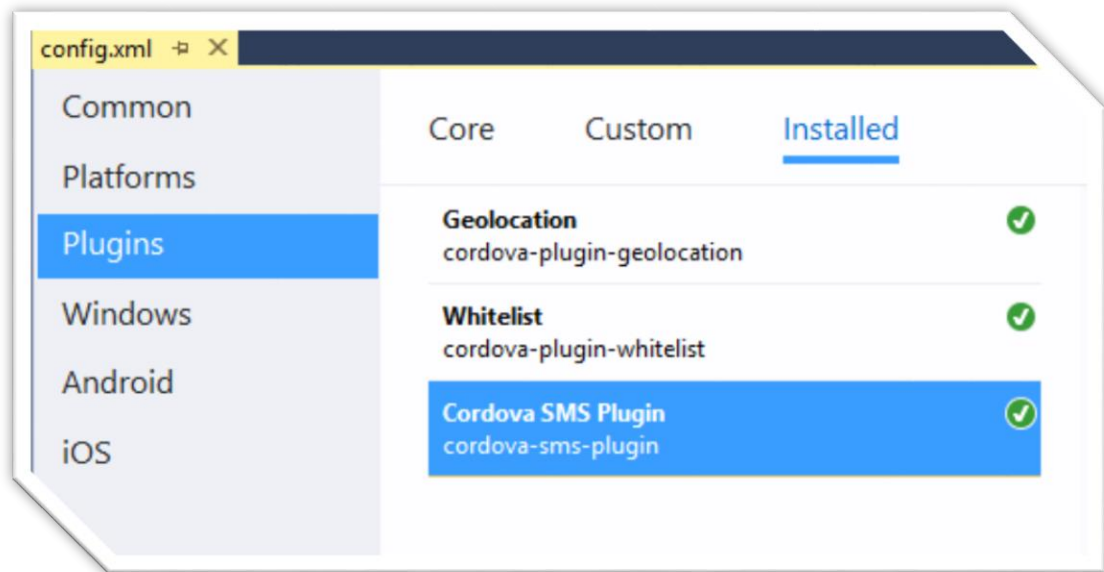 config.xml
Common
Platforms
Plugins
Windows
Android
iOS
Core Custom Installed
Geolocation
cordova-plugin-geolocation
Whitelist
cordova-plugin-whitelist
Cordova SMS Plugin
cordova-sms-plugin